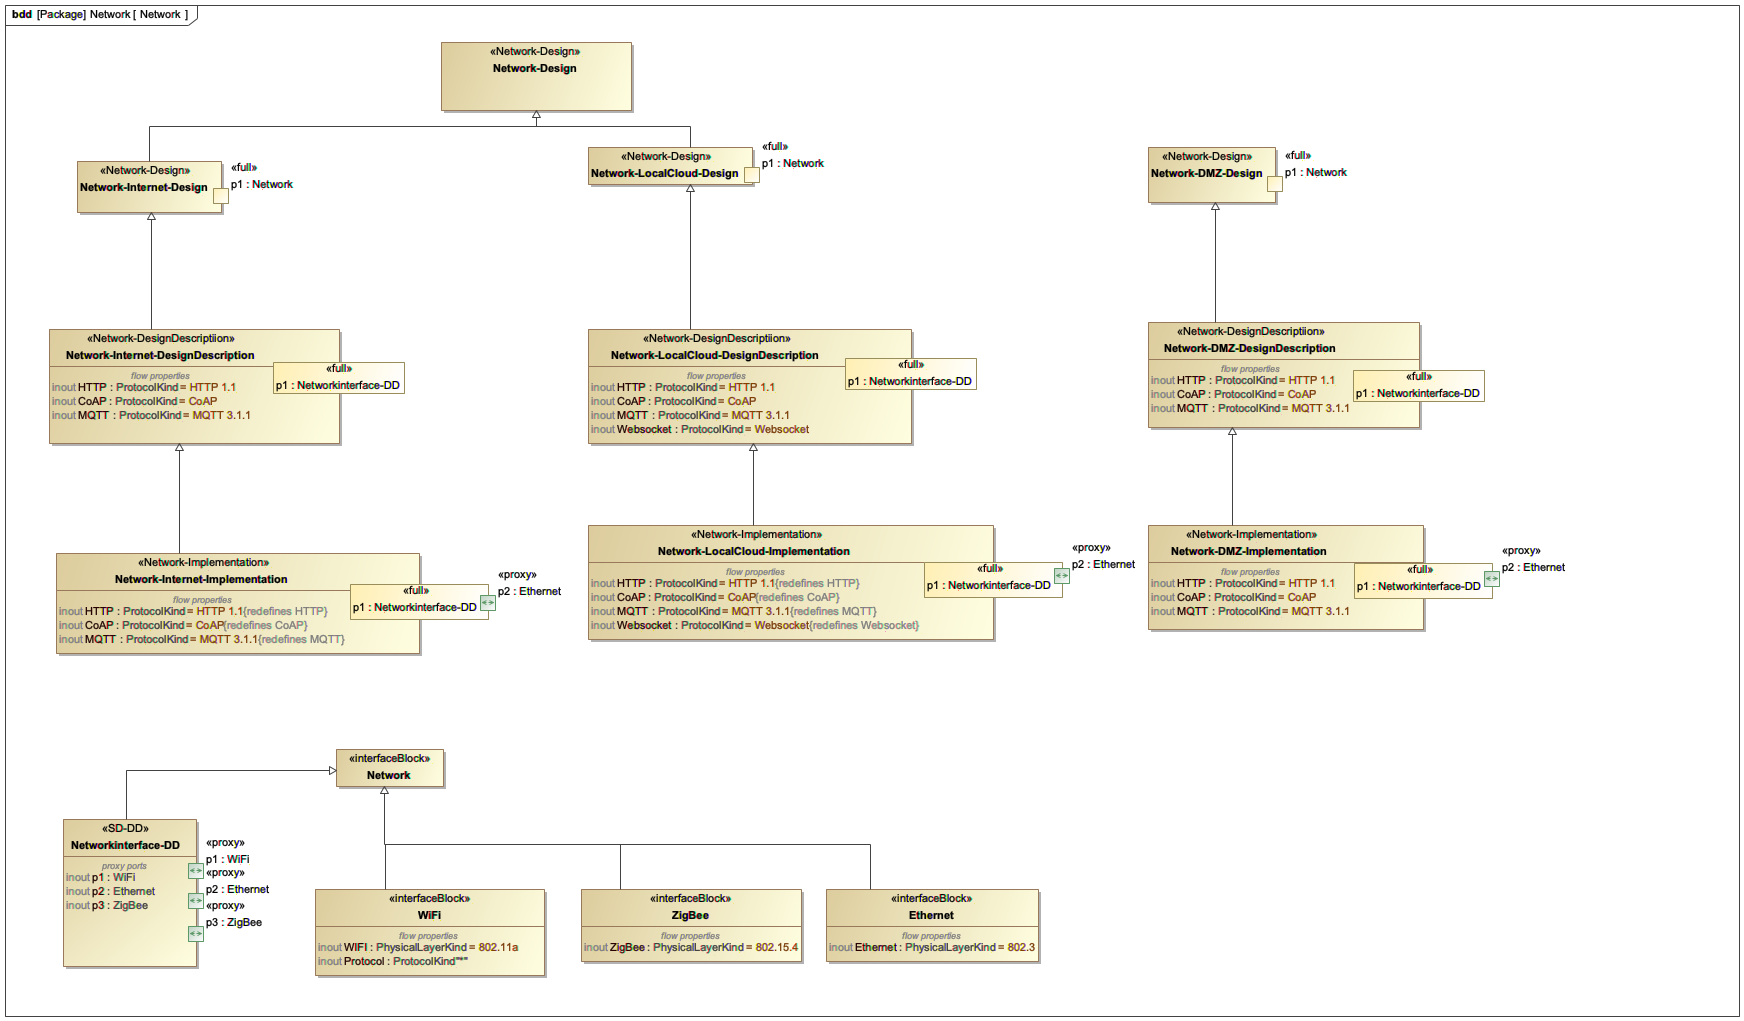 bdd [Package] Network [ Network ]
«Network-Design»
Network-Design
«Network-Design»
Network-Internet-Design
«full»
p1 : Network
«Network-Design»
Network-LocalCloud-Design
«full»
p1 : Network
«Network-Design»
Network-DMZ-Design
«full»
p1 : Network
«Network-DesignDescriptiion»
Network-Internet-DesignDescription
flow properties
inout HTTP : ProtocolKind = HTTP 1.1
inout CoAP : ProtocolKind = CoAP
inout MQTT : ProtocolKind = MQTT 3.1.1
«full»
p1 : Networkinterface-DD
«Network-DesignDescriptiion»
Network-LocalCloud-DesignDescription
flow properties
inout HTTP : ProtocolKind = HTTP 1.1
inout CoAP : ProtocolKind = CoAP
inout MQTT : ProtocolKind = MQTT 3.1.1
inout Websocket : ProtocolKind = Websocket
«full»
p1 : Networkinterface-DD
«Network-DesignDescriptiion»
Network-DMZ-DesignDescription
flow properties
inout HTTP : ProtocolKind = HTTP 1.1
inout CoAP : ProtocolKind = CoAP
inout MQTT : ProtocolKind = MQTT 3.1.1
«full»
p1 : Networkinterface-DD
«Network-Implementation»
Network-Internet-Implementation
flow properties
inout HTTP : ProtocolKind = HTTP 1.1{redefines HTTP}
inout CoAP : ProtocolKind = CoAP{redefines CoAP}
inout MQTT : ProtocolKind = MQTT 3.1.1{redefines MQTT}
«full»
p1 : Networkinterface-DD
«proxy»
p2 : Ethernet
«Network-Implementation»
Network-LocalCloud-Implementation
flow properties
inout HTTP : ProtocolKind = HTTP 1.1{redefines HTTP}
inout CoAP : ProtocolKind = CoAP{redefines CoAP}
inout MQTT : ProtocolKind = MQTT 3.1.1{redefines MQTT}
inout Websocket : ProtocolKind = Websocket{redefines Websocket}
«full»
p1 : Networkinterface-DD
«proxy»
p2 : Ethernet
«Network-Implementation»
Network-DMZ-Implementation
flow properties
inout HTTP : ProtocolKind = HTTP 1.1
inout CoAP : ProtocolKind = CoAP
inout MQTT : ProtocolKind = MQTT 3.1.1
«full»
p1 : Networkinterface-DD
«proxy»
p2 : Ethernet
«interfaceBlock»
Network
«SD-DD»
Networkinterface-DD
proxy ports
inout p1 : WiFi
inout p2 : Ethernet
inout p3 : ZigBee
«proxy»
p1 : WiFi
«proxy»
p2 : Ethernet
«proxy»
p3 : ZigBee
«interfaceBlock»
WiFi
flow properties
inout WIFI : PhysicalLayerKind = 802.11a
inout Protocol : ProtocolKind"*"
«interfaceBlock»
ZigBee
flow properties
inout ZigBee : PhysicalLayerKind = 802.15.4
«interfaceBlock»
Ethernet
flow properties
inout Ethernet : PhysicalLayerKind = 802.3